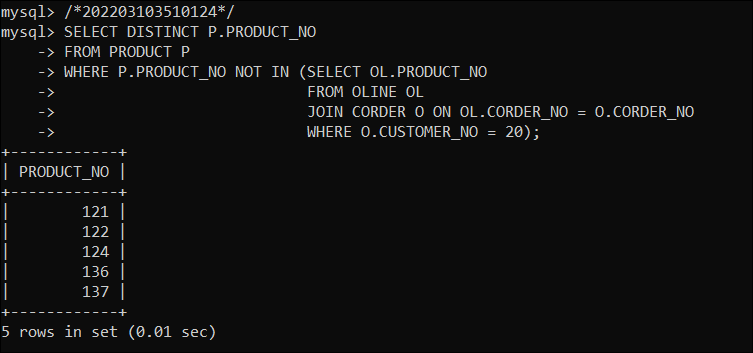 mysql> /*202203103510124*/
mysql> SELECT DISTINCT P.PRODUCT_NO
    -> FROM PRODUCT P
    -> WHERE P.PRODUCT_NO NOT IN (SELECT OL.PRODUCT_NO
    ->                            FROM OLINE OL
    ->                            JOIN CORDER O ON OL.CORDER_NO = O.CORDER_NO
    ->                            WHERE O.CUSTOMER_NO = 20);
+------------+
| PRODUCT_NO |
+------------+
|        121 |
|        122 |
|        124 |
|        136 |
|        137 |
+------------+
5 rows in set (0.01 sec)